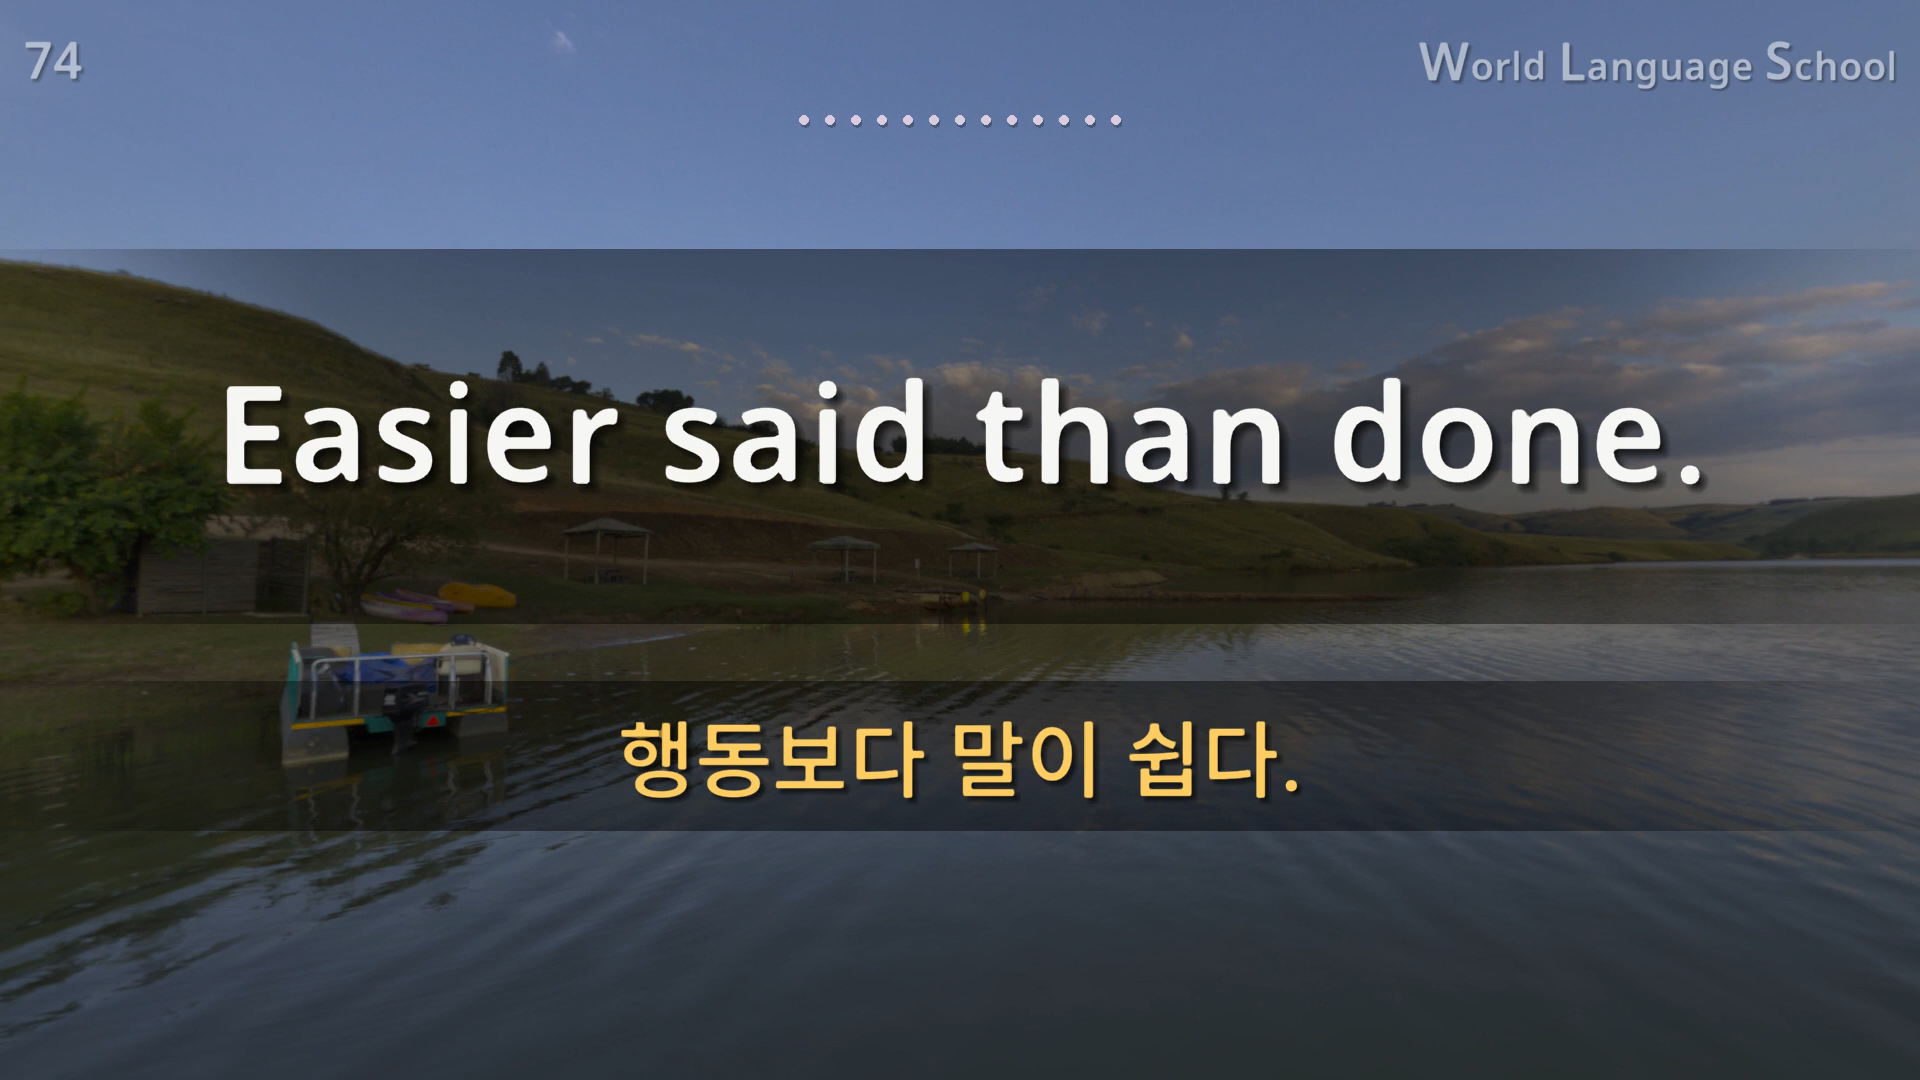 74
World Language School
Easier said than done.
행동보다 말이 쉽다.